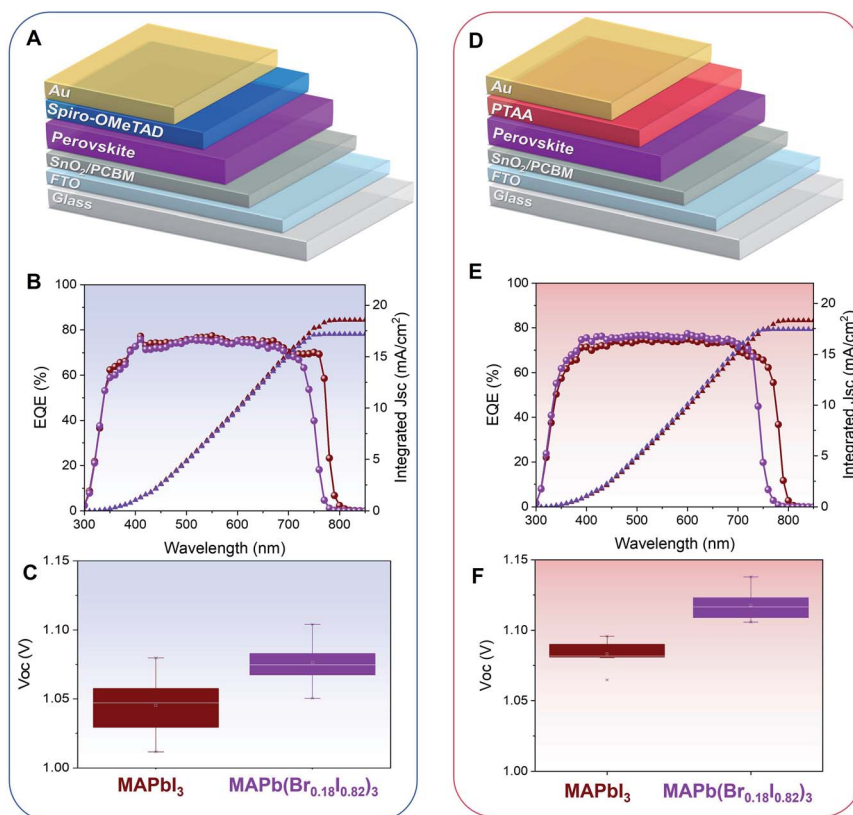 A
Au
Spiro-OMeTAD
Perovskite
SnO₂/PCBM
FTO
Glass
B
100
80
60
40
20
0
EQE (%)
20
15
10
5
0
Integrated Jsc (mA/cm²)
300 400 500 600 700 800
Wavelength (nm)
C
1.15
1.10
1.05
1.00
Voc (V)
MAPbI₃ MAPb(Br₀.₁₈I₀.₈₂)₃
D
Au
PTAA
Perovskite
SnO₂/PCBM
FTO
Glass
E
100
80
60
40
20
0
EQE (%)
20
15
10
5
0
Integrated Jsc (mA/cm²)
300 400 500 600 700 800
Wavelength (nm)
F
1.15
1.10
1.05
1.00
Voc (V)
MAPbI₃ MAPb(Br₀.₁₈I₀.₈₂)₃